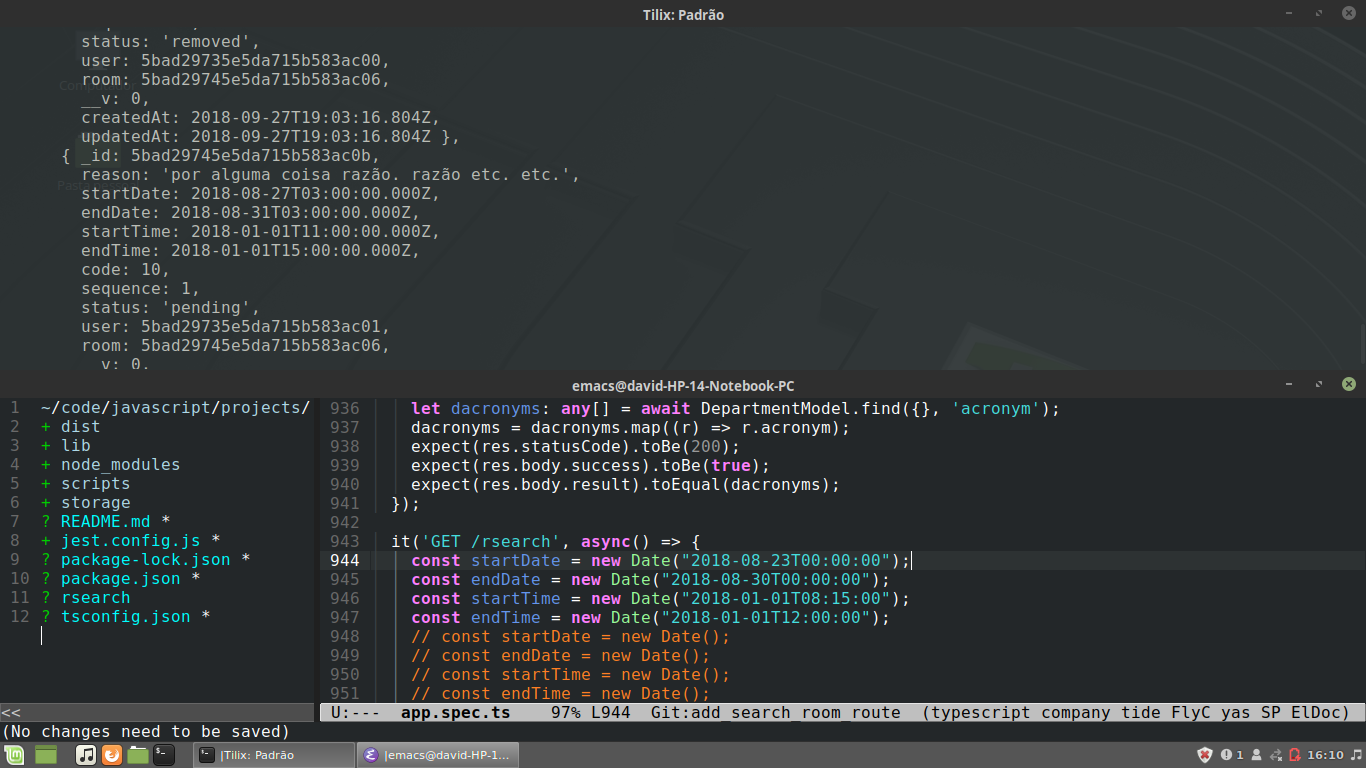 Tilix: Padrão
status: 'removed',
user: 5bad29735e5da715b583ac00,
room: 5bad29745e5da715b583ac06,
__v: 0,
createdAt: 2018-09-27T19:03:16.804Z,
updatedAt: 2018-09-27T19:03:16.804Z },
{ _id: 5bad29745e5da715b583ac0b,
reason: 'por alguma coisa razão. razão etc. etc.',
startDate: 2018-08-27T03:00:00.000Z,
endDate: 2018-08-31T03:00:00.000Z,
startTime: 2018-01-01T11:00:00.000Z,
endTime: 2018-01-01T15:00:00.000Z,
code: 10,
sequence: 1,
status: 'pending',
user: 5bad29735e5da715b583ac01,
room: 5bad29745e5da715b583ac06,
__v: 0,
emacs@david-HP-14-Notebook-PC
1 ~/code/javascript/projects/
2 + dist
3 + lib
4 + node_modules
5 + scripts
6 + storage
7 ? README.md *
8 + jest.config.js *
9 ? package-lock.json *
10 ? package.json *
11 ? rsearch
12 ? tsconfig.json *
<<
936 let dacronyms: any[] = await DepartmentModel.find({}, 'acronym');
937 dacronyms = dacronyms.map((r) => r.acronym);
938 expect(res.statusCode).toBe(200);
939 expect(res.body.success).toBe(true);
940 expect(res.body.result).toEqual(dacronyms);
941 });
942
943 it('GET /rsearch', async() => {
944 const startDate = new Date("2018-08-23T00:00:00");
945 const endDate = new Date("2018-08-30T00:00:00");
946 const startTime = new Date("2018-01-01T08:15:00");
947 const endTime = new Date("2018-01-01T12:00:00");
948 // const startDate = new Date();
949 // const endDate = new Date();
950 // const startTime = new Date();
951 // const endTime = new Date();
U:--- app.spec.ts 97% L944 Git:add_search_room_route (typescript company tide FlyC yas SP ElDoc)
(No changes need to be saved)
|Tilix: Padrão
|emacs@david-HP-1...
1
16:10